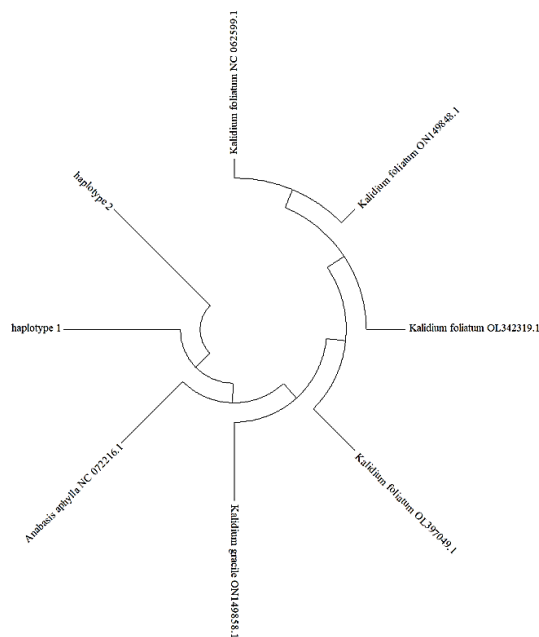 Kalidium foliatum NC 062599.1
Kalidium foliatum ON149848.1
Kalidium foliatum OL342319.1
Kalidium foliatum OL397049.1
Kalidium gracile ON149858.1
Anabasis aphylla NC 072216.1
haplotype 1
haplotype 2